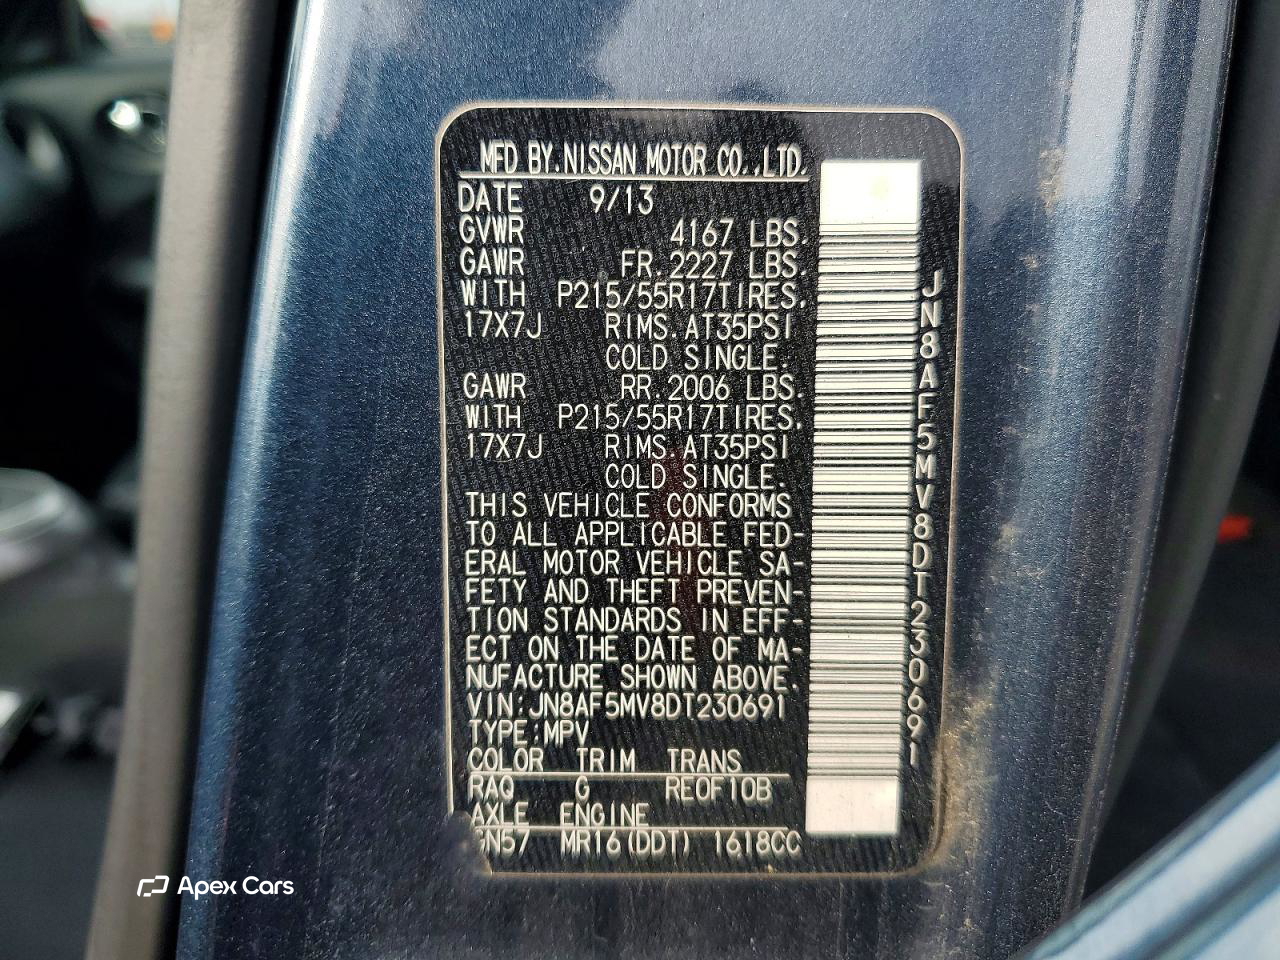 MFD BY.NISSAN MOTOR CO.,LTD.
DATE 9/13
GVWR 4167 LBS.
GAWR FR.2227 LBS.
WITH P215/55R17TIRES.
17X7J RIMS.AT35PSI
COLD SINGLE.
GAWR RR.2006 LBS.
WITH P215/55R17TIRES.
17X7J RIMS.AT35PSI
COLD SINGLE.
THIS VEHICLE CONFORMS
TO ALL APPLICABLE FED-
ERAL MOTOR VEHICLE SA-
FETY AND THEFT PREVEN-
TION STANDARDS IN EFF-
ECT ON THE DATE OF MA-
NUFACTURE SHOWN ABOVE.
VIN:JN8AF5MV8DT230691
TYPE:MPV
COLOR TRIM TRANS
RAQ G RE0F10B
AXLE ENGINE
GN57 MR16(DDT) 1618CC
JN8AF5MV8DT230691
Apex Cars